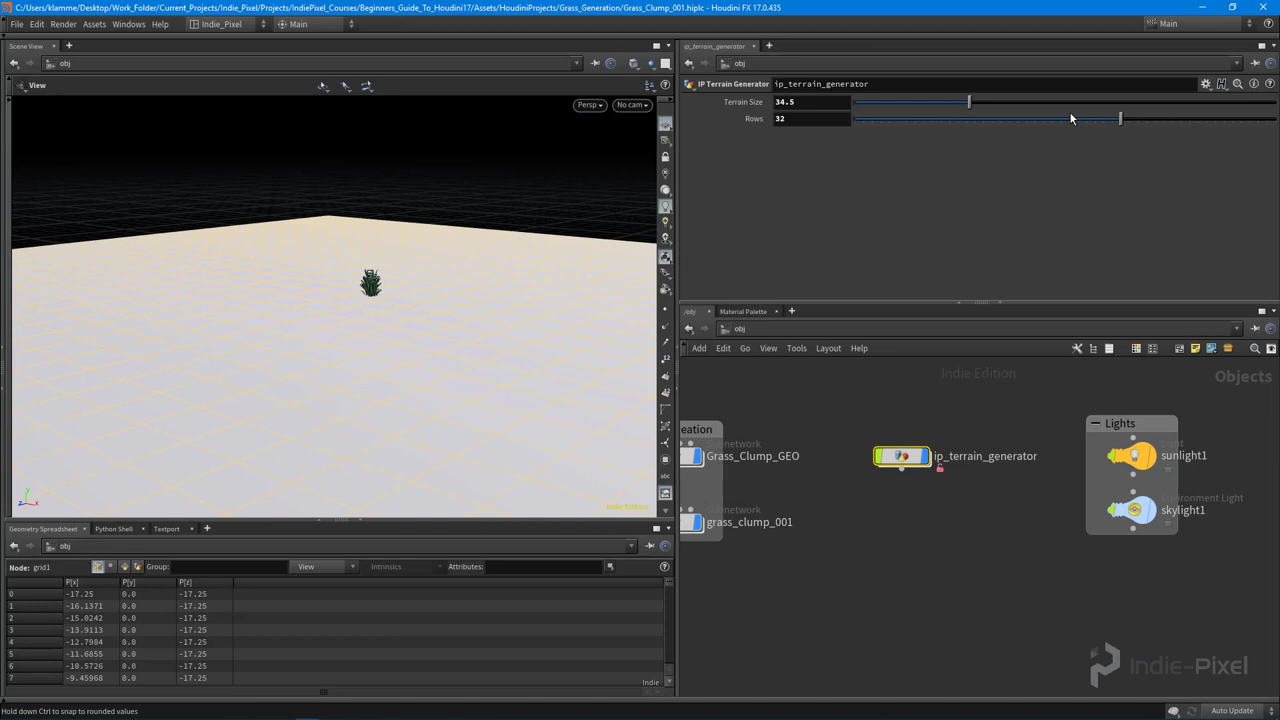 C:/Users/klamme/Desktop/Work_Folder/Current_Projects/Indie_Pixel/Projects/IndiePixel_Courses/Beginners_Guide_To_Houdini17/Assets/HoudiniProjects/Grass_Generation/Grass_Clump_001.hiplc - Houdini FX 17.0.435
File Edit Render Assets Windows Help Indie_Pixel Main Main
Scene View
obj
View
Persp No cam
Indie Edition
Geometry Spreadsheet Python Shell Textport
obj
Node: grid1 Group: View Intrinsics Attributes:
P[x] P[y] P[z]
0 -17.25 0.0 -17.25
1 -16.1371 0.0 -17.25
2 -15.0242 0.0 -17.25
3 -13.9113 0.0 -17.25
4 -12.7984 0.0 -17.25
5 -11.6855 0.0 -17.25
6 -10.5726 0.0 -17.25
7 -9.45968 0.0 -17.25
Indie
ip_terrain_generator
obj
IP Terrain Generator ip_terrain_generator
Terrain Size 34.5
Rows 32
/obj Material Palette
obj
Add Edit Go View Tools Layout Help
Indie Edition
Objects
eation
Subnetwork
Grass_Clump_GEO
Subnetwork
grass_clump_001
ip_terrain_generator
Lights
Light
sunlight1
Environment Light
skylight1
Indie-Pixel
Hold down Ctrl to snap to rounded values
Auto Update